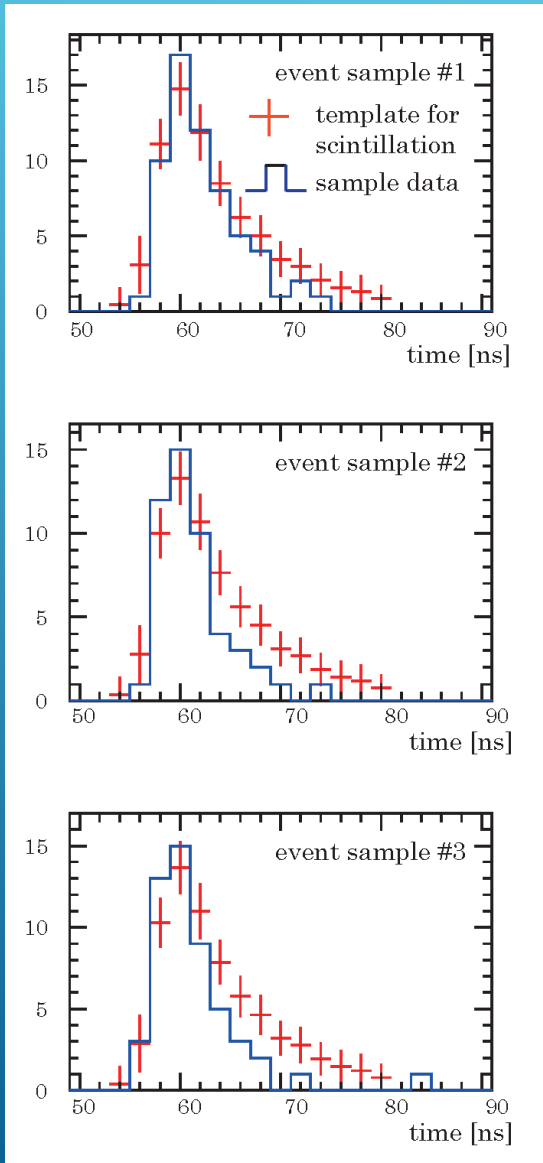 event sample #1
template for
scintillation
sample data
15
10
5
0
50 60 70 80 90
time [ns]
event sample #2
15
10
5
0
50 60 70 80 90
time [ns]
event sample #3
15
10
5
0
50 60 70 80 90
time [ns]